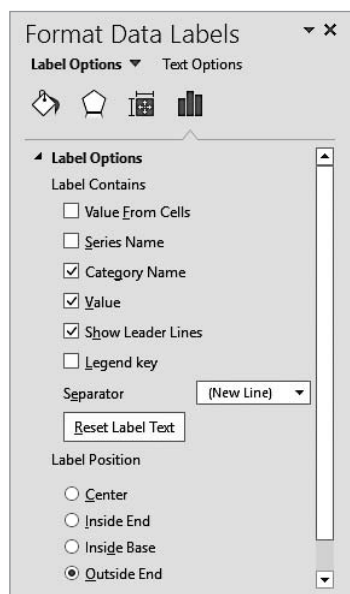 Format Data Labels
Label Options Text Options
Label Options
Label Contains
Value From Cells
Series Name
Category Name
Value
Show Leader Lines
Legend key
Separator (New Line)
Reset Label Text
Label Position
Center
Inside End
Inside Base
Outside End